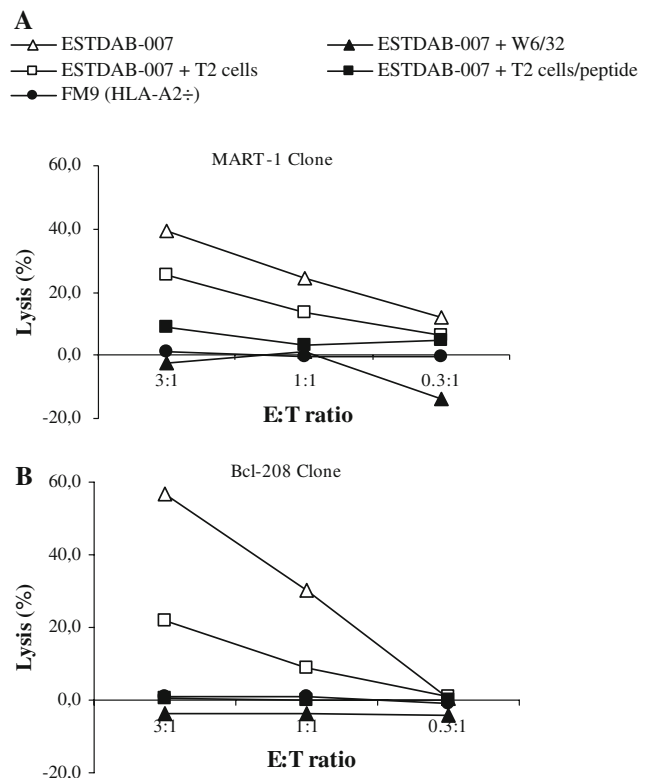 A
ESTDAB-007
ESTDAB-007 + W6/32
ESTDAB-007 + T2 cells
ESTDAB-007 + T2 cells/peptide
FM9 (HLA-A2÷)
MART-1 Clone
60,0
40,0
20,0
0,0
-20,0
Lysis (%)
3:1
1:1
0.3:1
E:T ratio
B
Bcl-208 Clone
60,0
40,0
20,0
0,0
-20,0
Lysis (%)
3:1
1:1
0.3:1
E:T ratio